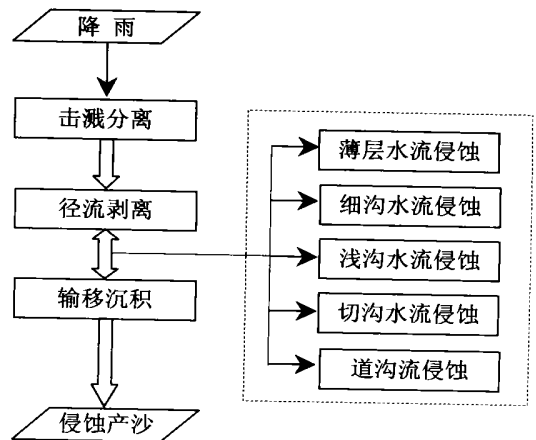 降 雨
击溅分离
径流剥离
输移沉积
侵蚀产沙
薄层水流侵蚀
细沟水流侵蚀
浅沟水流侵蚀
切沟水流侵蚀
道沟流侵蚀